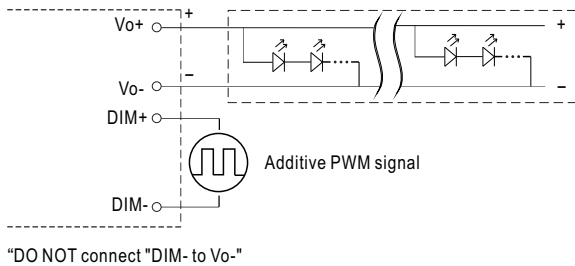 Vo+
+
+
Vo-
–
–
DIM+
Additive PWM signal
DIM-
“DO NOT connect "DIM- to Vo-"